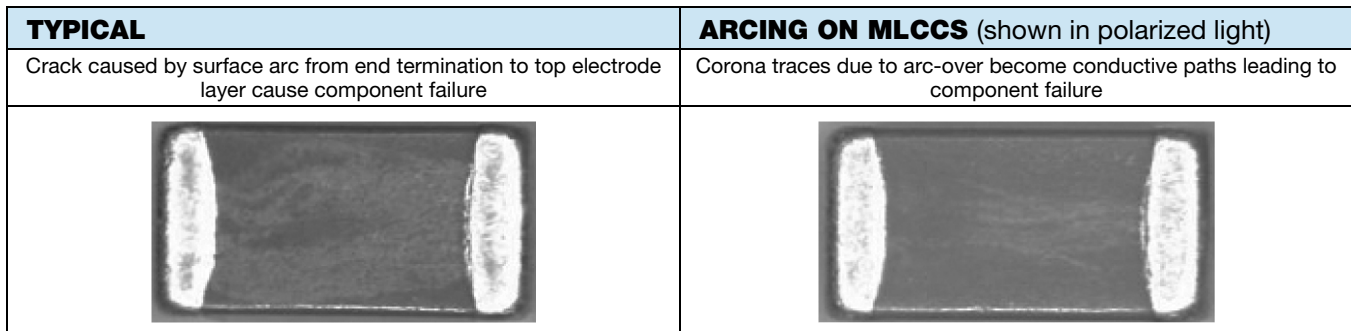 TYPICAL
ARCING ON MLCCS (shown in polarized light)
Crack caused by surface arc from end termination to top electrode
layer cause component failure
Corona traces due to arc-over become conductive paths leading to
component failure